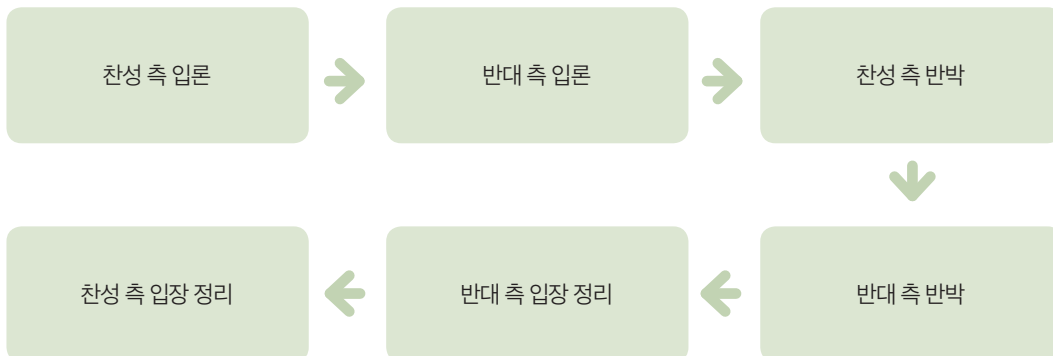 찬성 측 입론
반대 측 입론
찬성 측 반박
반대 측 반박
반대 측 입장 정리
찬성 측 입장 정리